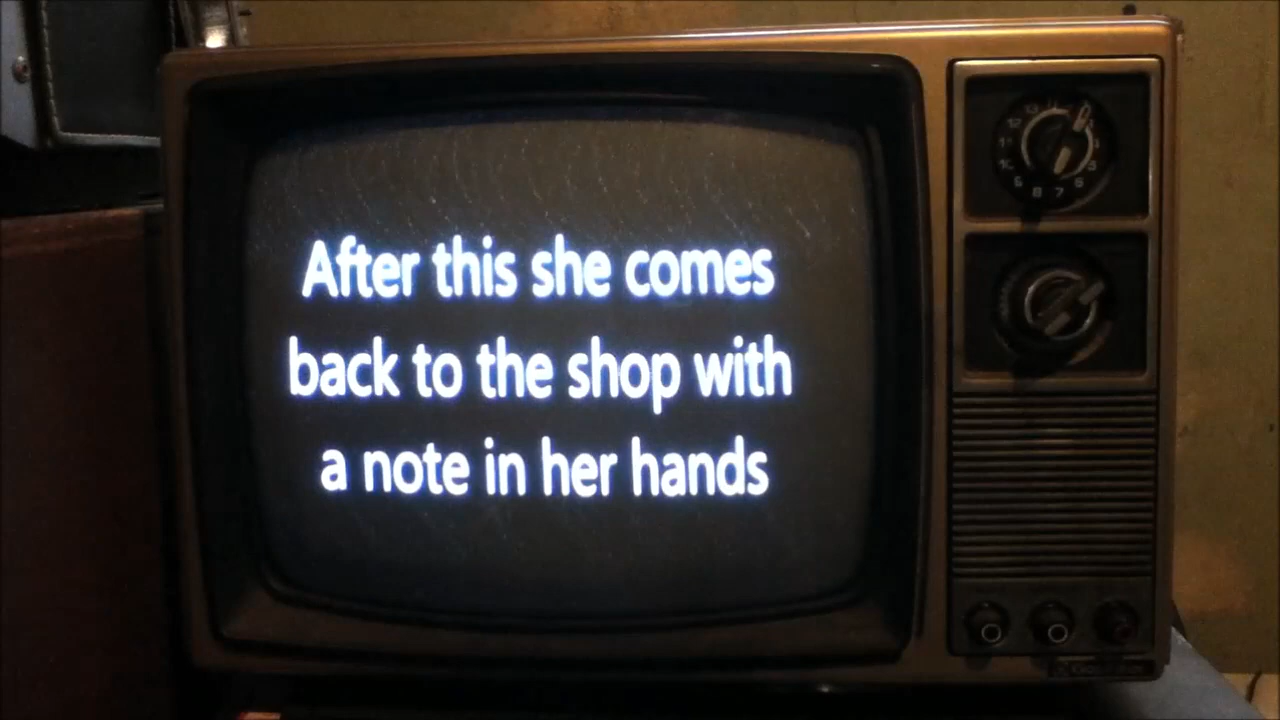 After this she comes
back to the shop with
a note in her hands